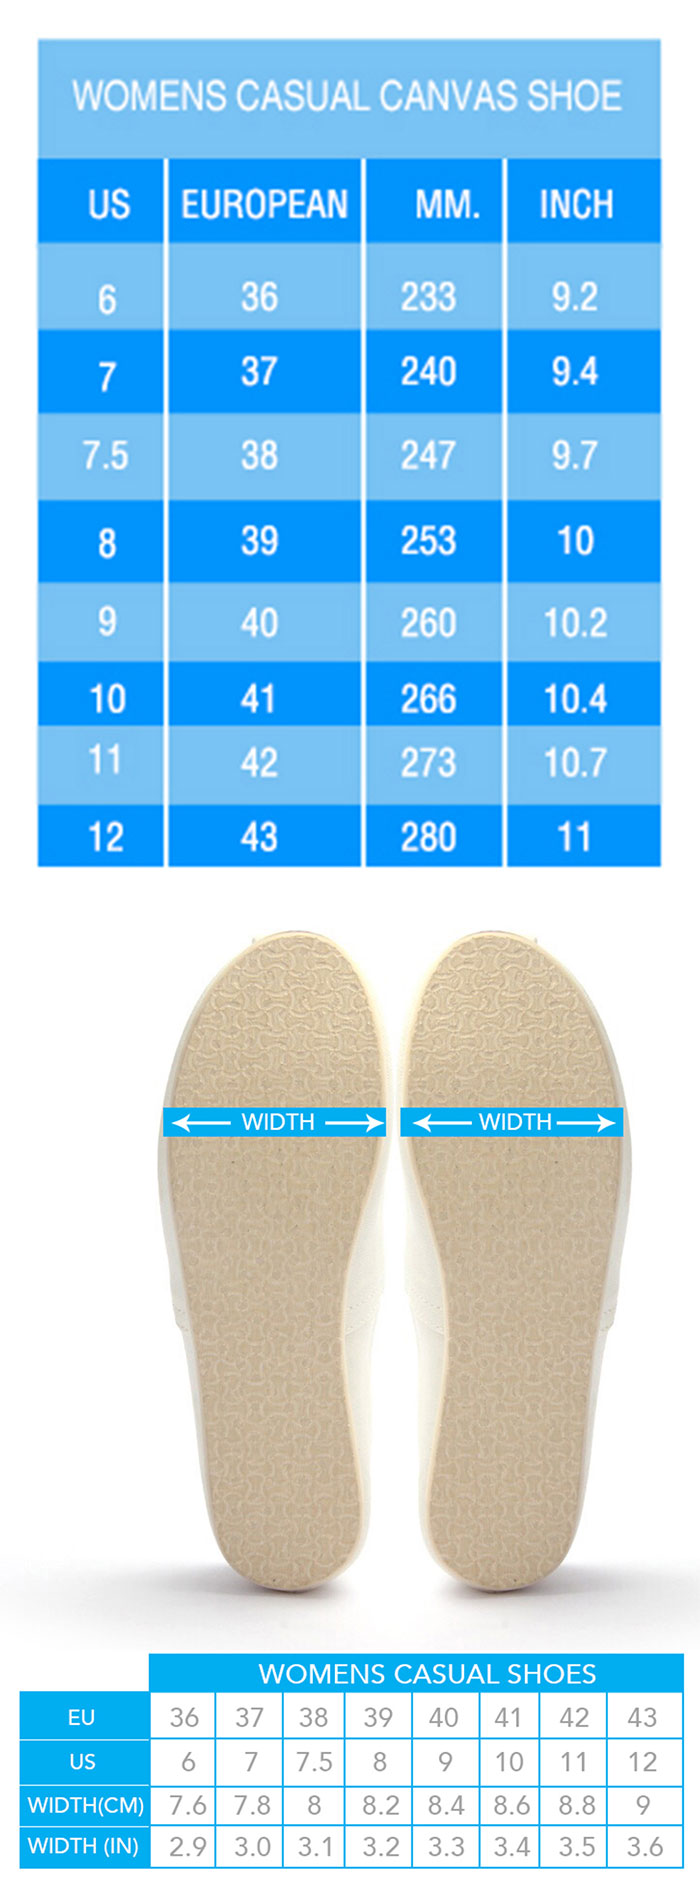 WOMENS CASUAL CANVAS SHOE
US EUROPEAN MM. INCH
6 36 233 9.2
7 37 240 9.4
7.5 38 247 9.7
8 39 253 10
9 40 260 10.2
10 41 266 10.4
11 42 273 10.7
12 43 280 11
WIDTH WIDTH
WOMENS CASUAL SHOES
EU 36 37 38 39 40 41 42 43
US 6 7 7.5 8 9 10 11 12
WIDTH(CM) 7.6 7.8 8 8.2 8.4 8.6 8.8 9
WIDTH (IN) 2.9 3.0 3.1 3.2 3.3 3.4 3.5 3.6